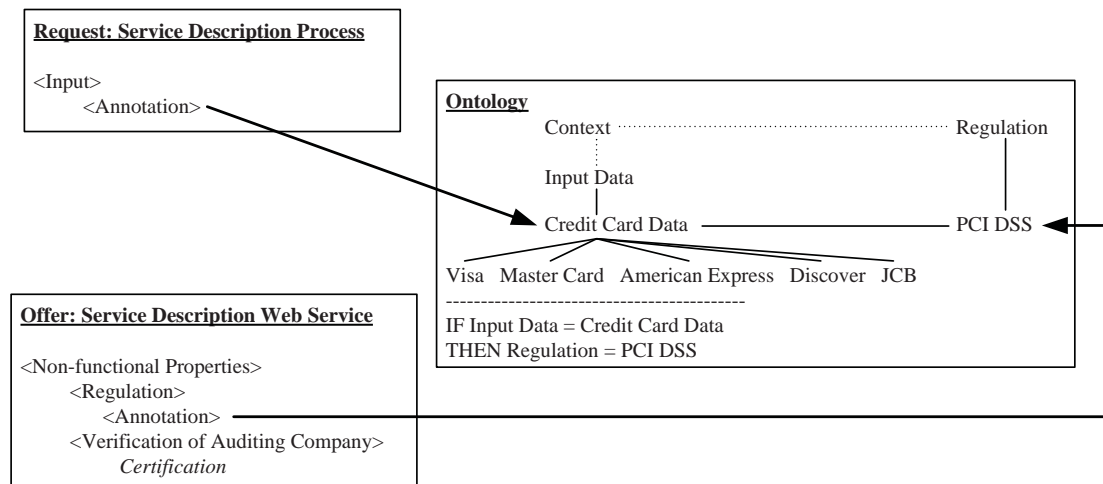 Request: Service Description Process
<Input>
<Annotation>
Ontology
Context Regulation
Input Data
Credit Card Data PCI DSS
Visa Master Card American Express Discover JCB
-------------------------------------------
IF Input Data = Credit Card Data
THEN Regulation = PCI DSS
Offer: Service Description Web Service
<Non-functional Properties>
<Regulation>
<Annotation>
<Verification of Auditing Company>
Certification